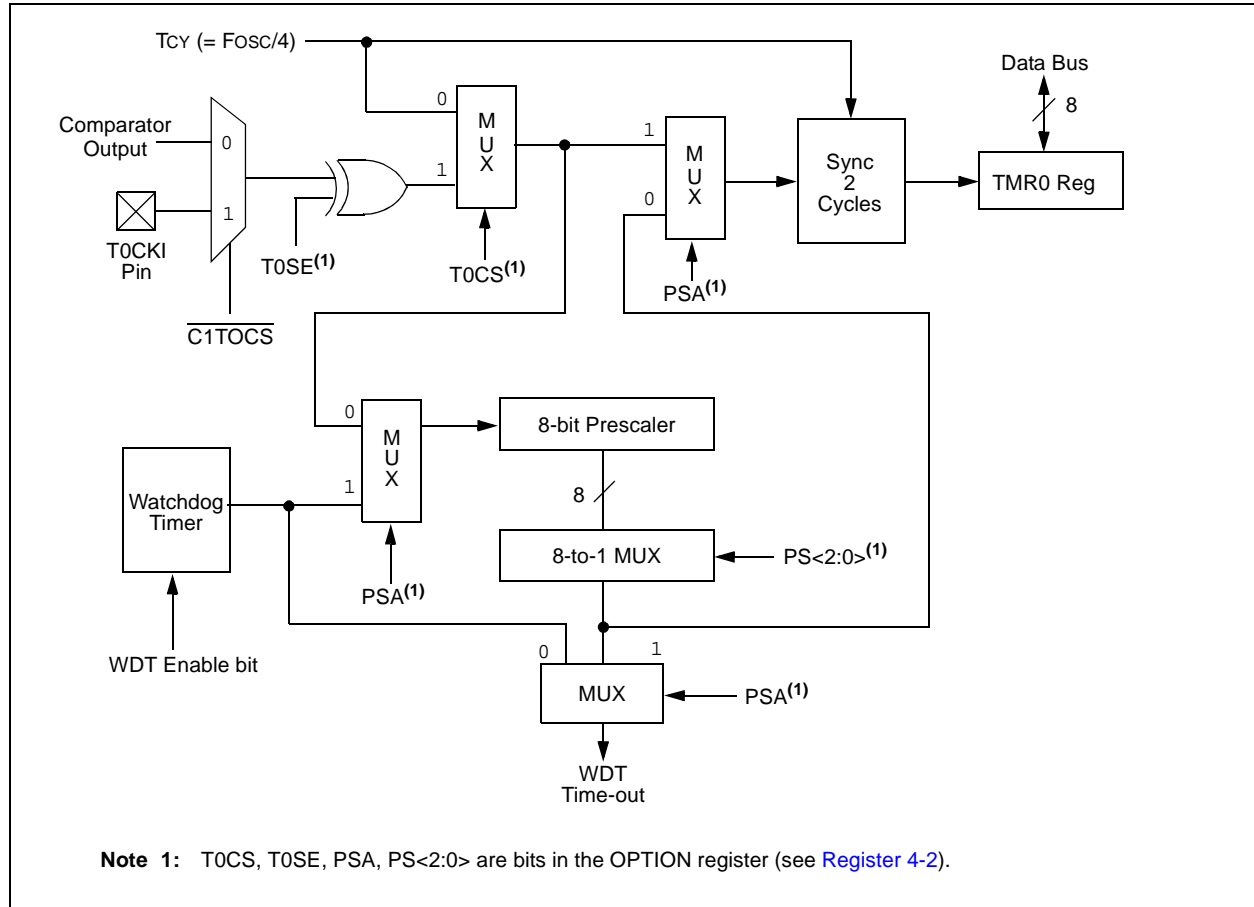 TCY (= FOSC/4)
Data Bus
8
Comparator
Output
0
1
T0CKI
Pin
C1TOCS
T0SE(1)
0
1
M
U
X
T0CS(1)
1
0
M
U
X
PSA(1)
Sync
2
Cycles
TMR0 Reg
0
1
M
U
X
PSA(1)
8-bit Prescaler
8
8-to-1 MUX
PS<2:0>(1)
Watchdog
Timer
WDT Enable bit
0
1
MUX
PSA(1)
WDT
Time-out
Note 1: T0CS, T0SE, PSA, PS<2:0> are bits in the OPTION register (see Register 4-2).